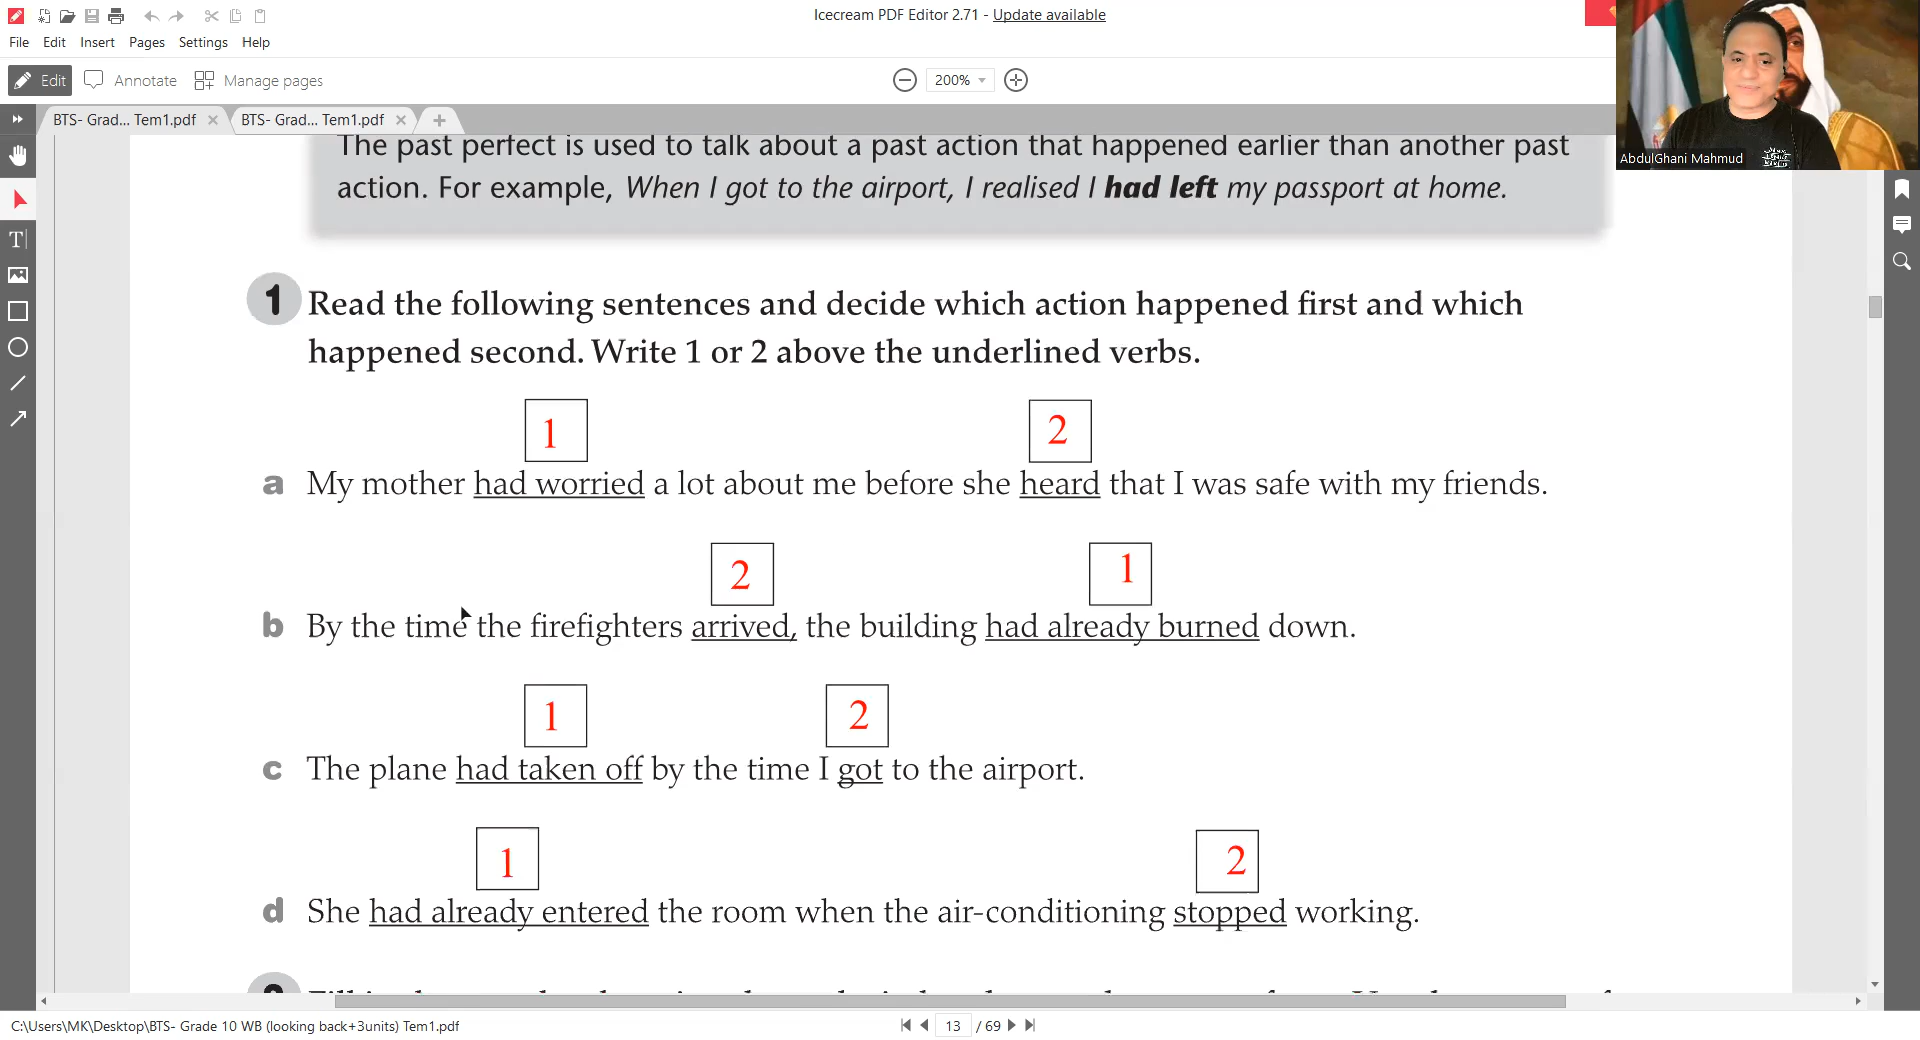 Icecream PDF Editor 2.71 - Update available
File Edit Insert Pages Settings Help
Edit Annotate Manage pages
200%
BTS- Grad... Tem1.pdf
BTS- Grad... Tem1.pdf
AbdulGhani Mahmud
The past perfect is used to talk about a past action that happened earlier than another past
action. For example, When I got to the airport, I realised I had left my passport at home.
1 Read the following sentences and decide which action happened first and which
happened second. Write 1 or 2 above the underlined verbs.
1 2
a My mother had worried a lot about me before she heard that I was safe with my friends.
2 1
b By the time the firefighters arrived, the building had already burned down.
1 2
c The plane had taken off by the time I got to the airport.
1 2
d She had already entered the room when the air-conditioning stopped working.
C:\Users\MK\Desktop\BTS- Grade 10 WB (looking back+3units) Tem1.pdf
13 / 69